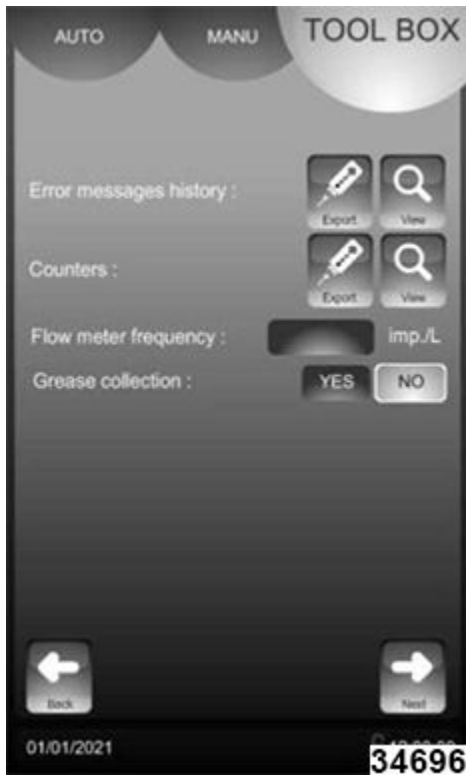 AUTO MANU TOOL BOX
Error messages history :
Export View
Counters :
Export View
Flow meter frequency : imp./L
Grease collection : YES NO
Back Next
01/01/2021
34696